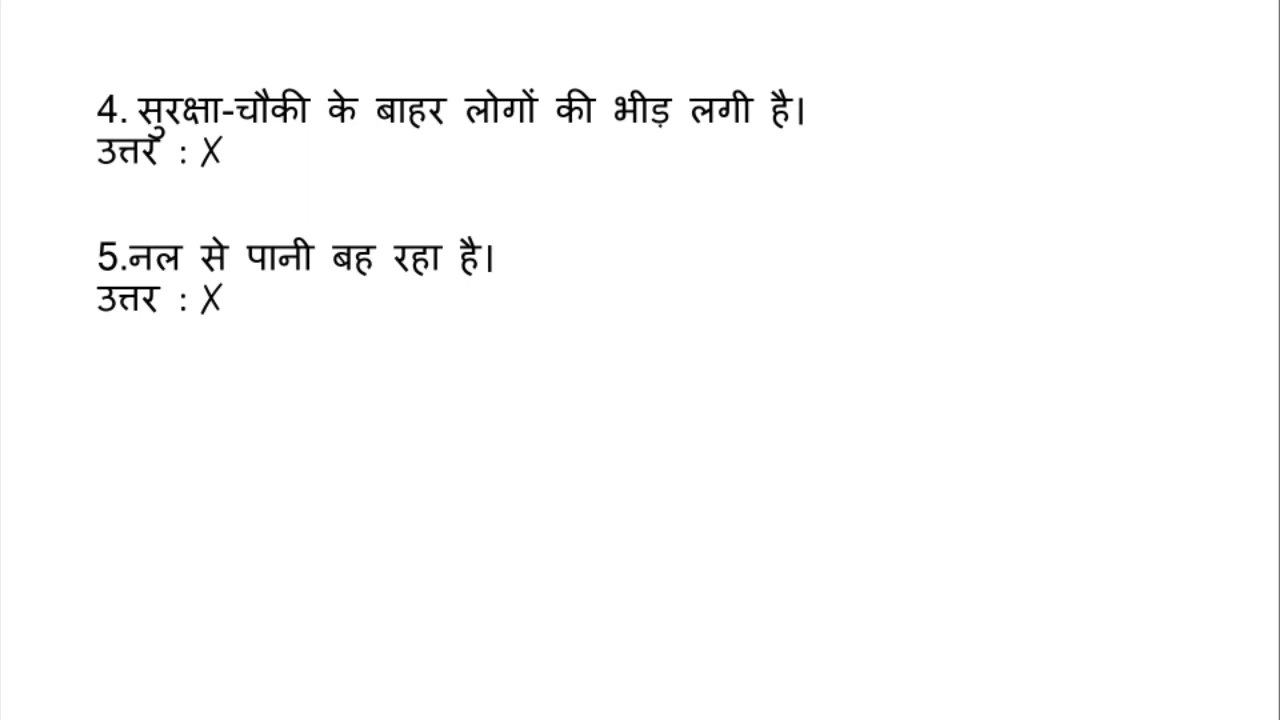 4. सुरक्षा-चौकी के बाहर लोगों की भीड़ लगी है।
उत्तर : X
5.नल से पानी बह रहा है।
उत्तर : X